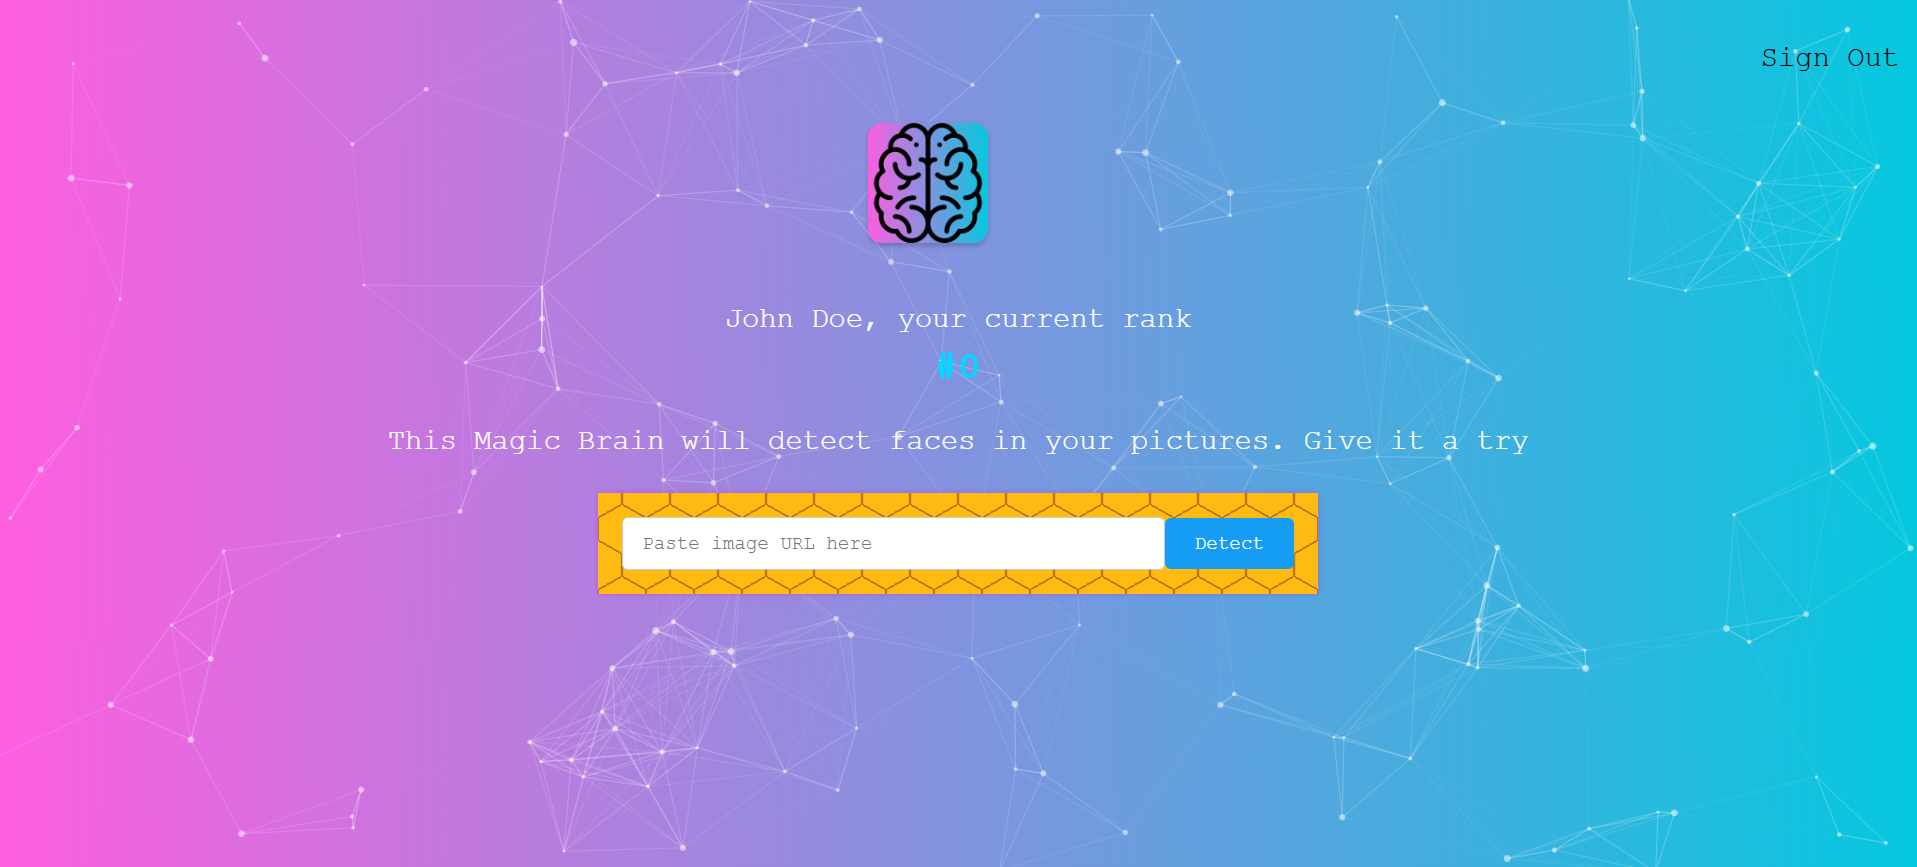 Sign Out
John Doe, your current rank
#0
This Magic Brain will detect faces in your pictures. Give it a try
Paste image URL here
Detect